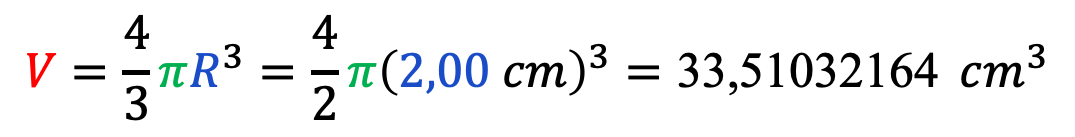 V = 4/3 πR³ = 4/2 π(2,00 cm)³ = 33,51032164 cm³